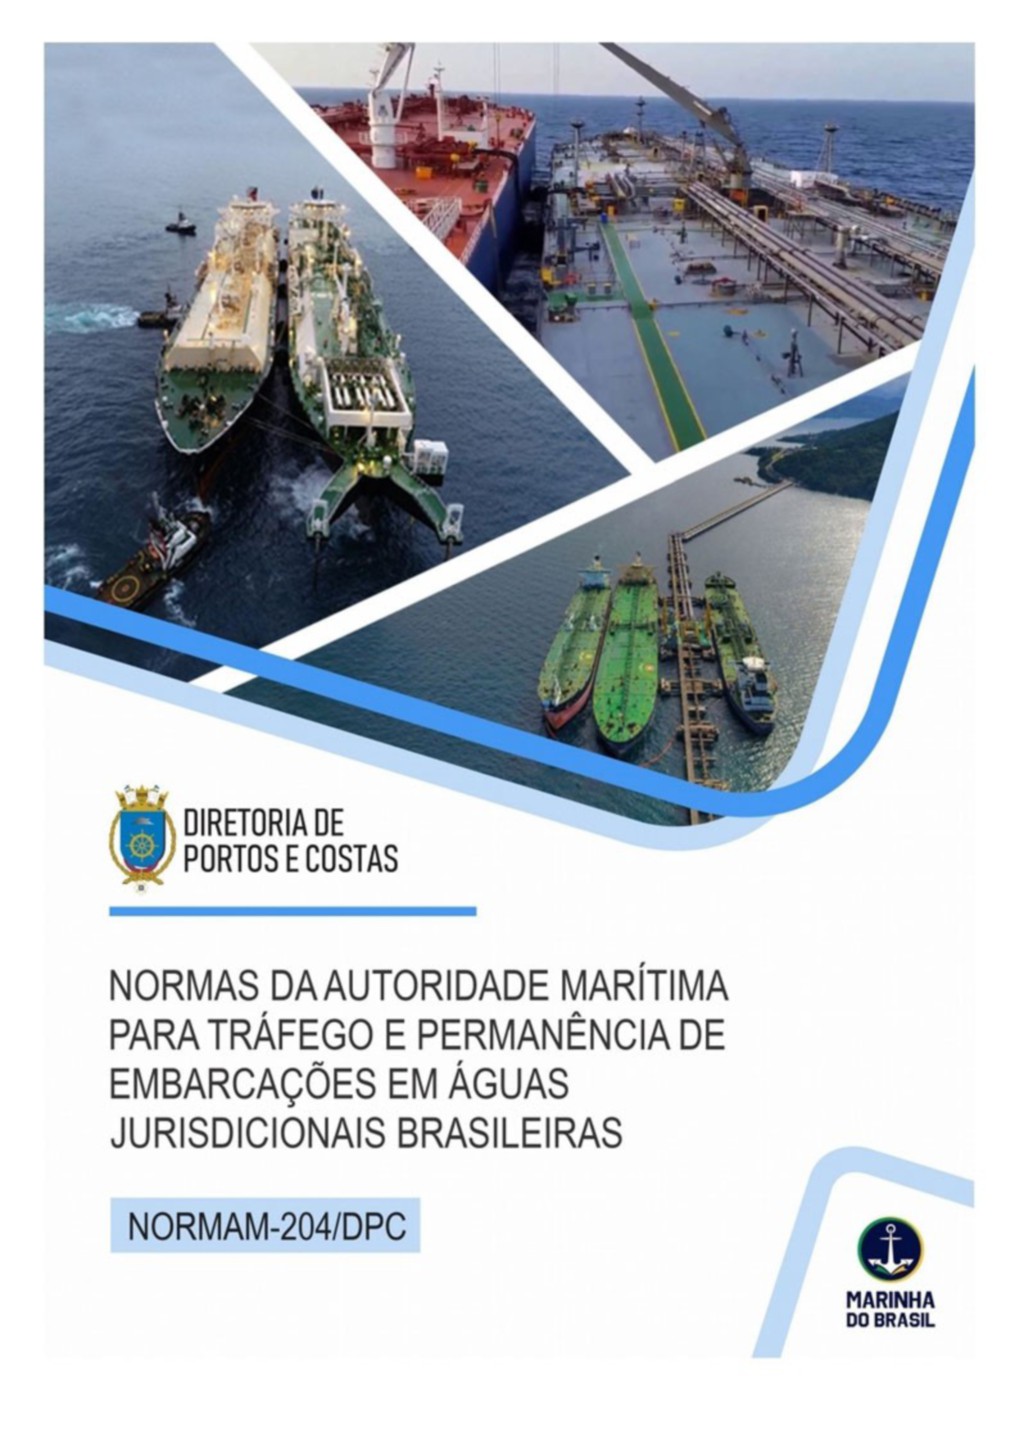 DIRETORIA DE
PORTOS E COSTAS
NORMAS DA AUTORIDADE MARÍTIMA
PARA TRÁFEGO E PERMANÊNCIA DE
EMBARCAÇÕES EM ÁGUAS
JURISDICIONAIS BRASILEIRAS
NORMAM-204/DPC
MARINHA
DO BRASIL